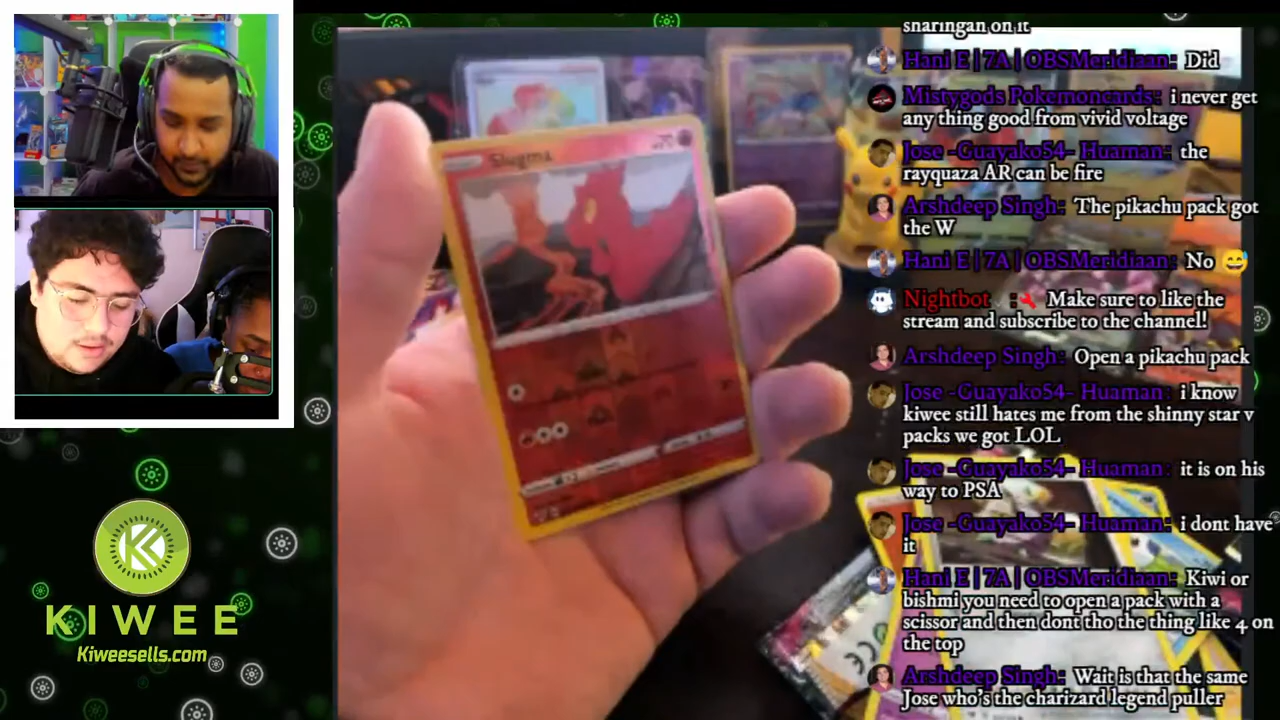 Slugma
KIWEE
Kiweesells.com
sharingan on it
Hani E | 7A | OBSMeridiaan: Did
Mistygods Pokemoncards: i never get
any thing good from vivid voltage
Jose -Guayako54- Huaman: the
rayquaza AR can be fire
Arshdeep Singh: The pikachu pack got
the W
Hani E | 7A | OBSMeridiaan: No 😅
Nightbot : Make sure to like the
stream and subscribe to the channel!
Arshdeep Singh: Open a pikachu pack
Jose -Guayako54- Huaman: i know
kiwee still hates me from the shinny star v
packs we got LOL
Jose -Guayako54- Huaman: it is on his
way to PSA
Jose -Guayako54- Huaman: i dont have
it
Hani E | 7A | OBSMeridiaan: Kiwi or
bishmi you need to open a pack with a
scissor and then dont tho the thing like 4 on
the top
Arshdeep Singh: Wait is that the same
Jose who's the charizard legend puller